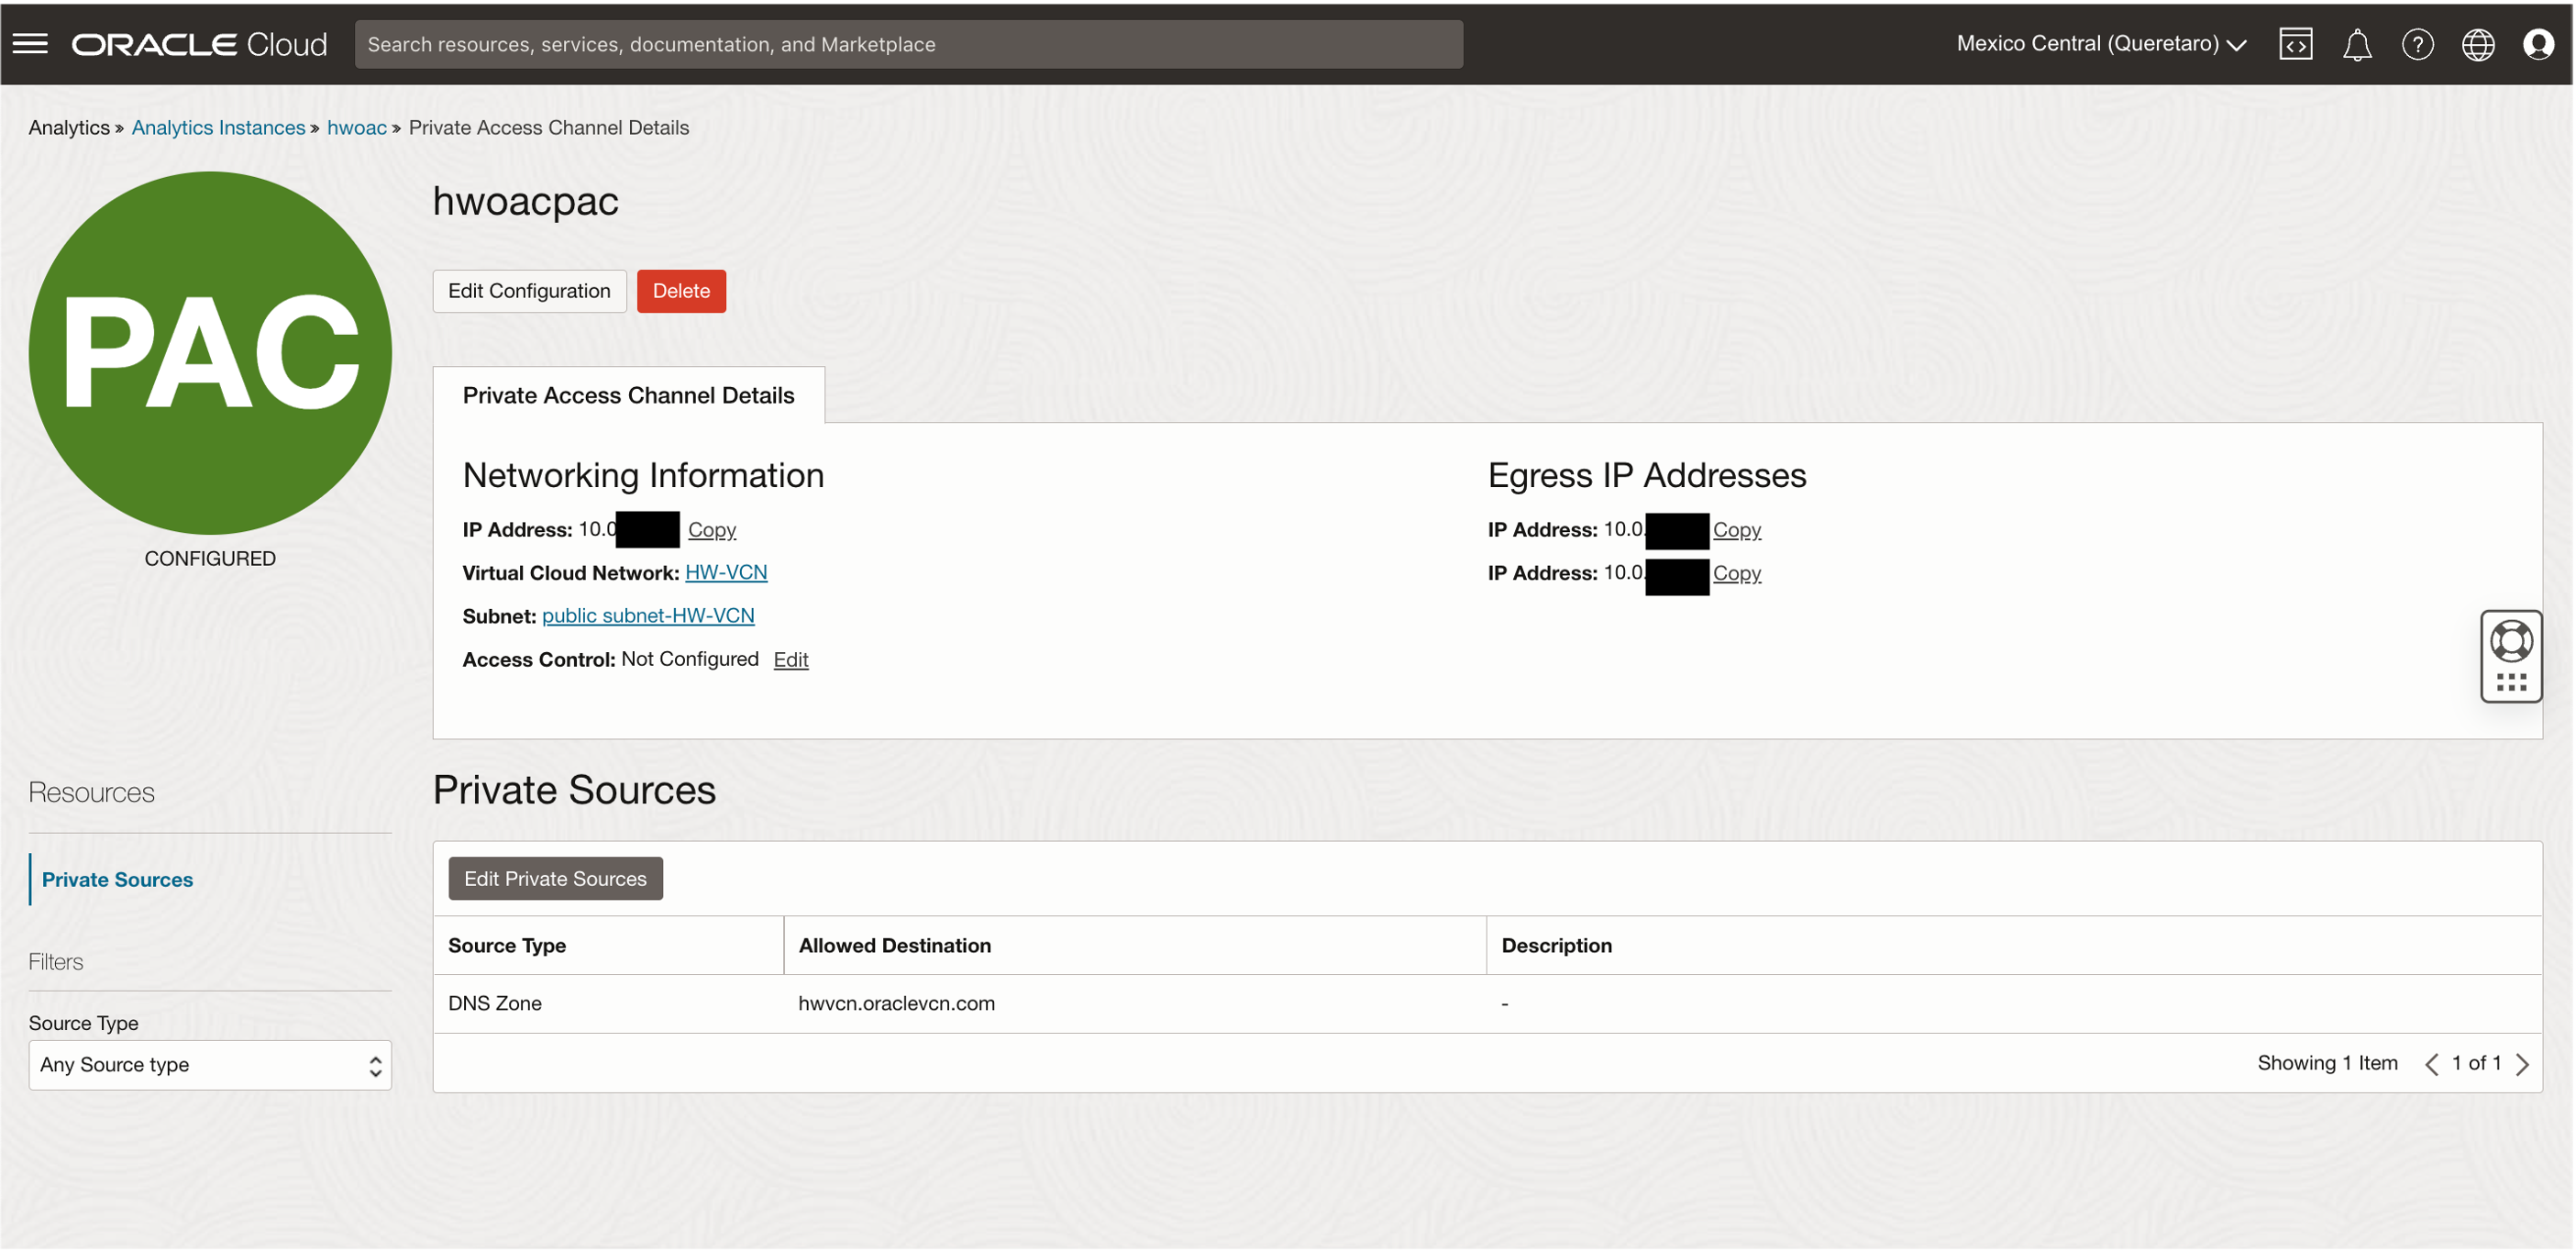 ORACLE Cloud
Search resources, services, documentation, and Marketplace
Mexico Central (Queretaro)
Analytics » Analytics Instances » hwoac » Private Access Channel Details
PAC
CONFIGURED
hwoacpac
Edit Configuration
Delete
Private Access Channel Details
Networking Information
IP Address: 10.0 Copy
Virtual Cloud Network: HW-VCN
Subnet: public subnet-HW-VCN
Access Control: Not Configured Edit
Egress IP Addresses
IP Address: 10.0. Copy
IP Address: 10.0. Copy
Resources
Private Sources
Filters
Source Type
Any Source type
Private Sources
Edit Private Sources
Source Type Allowed Destination Description
DNS Zone hwvcn.oraclevcn.com -
Showing 1 Item 1 of 1